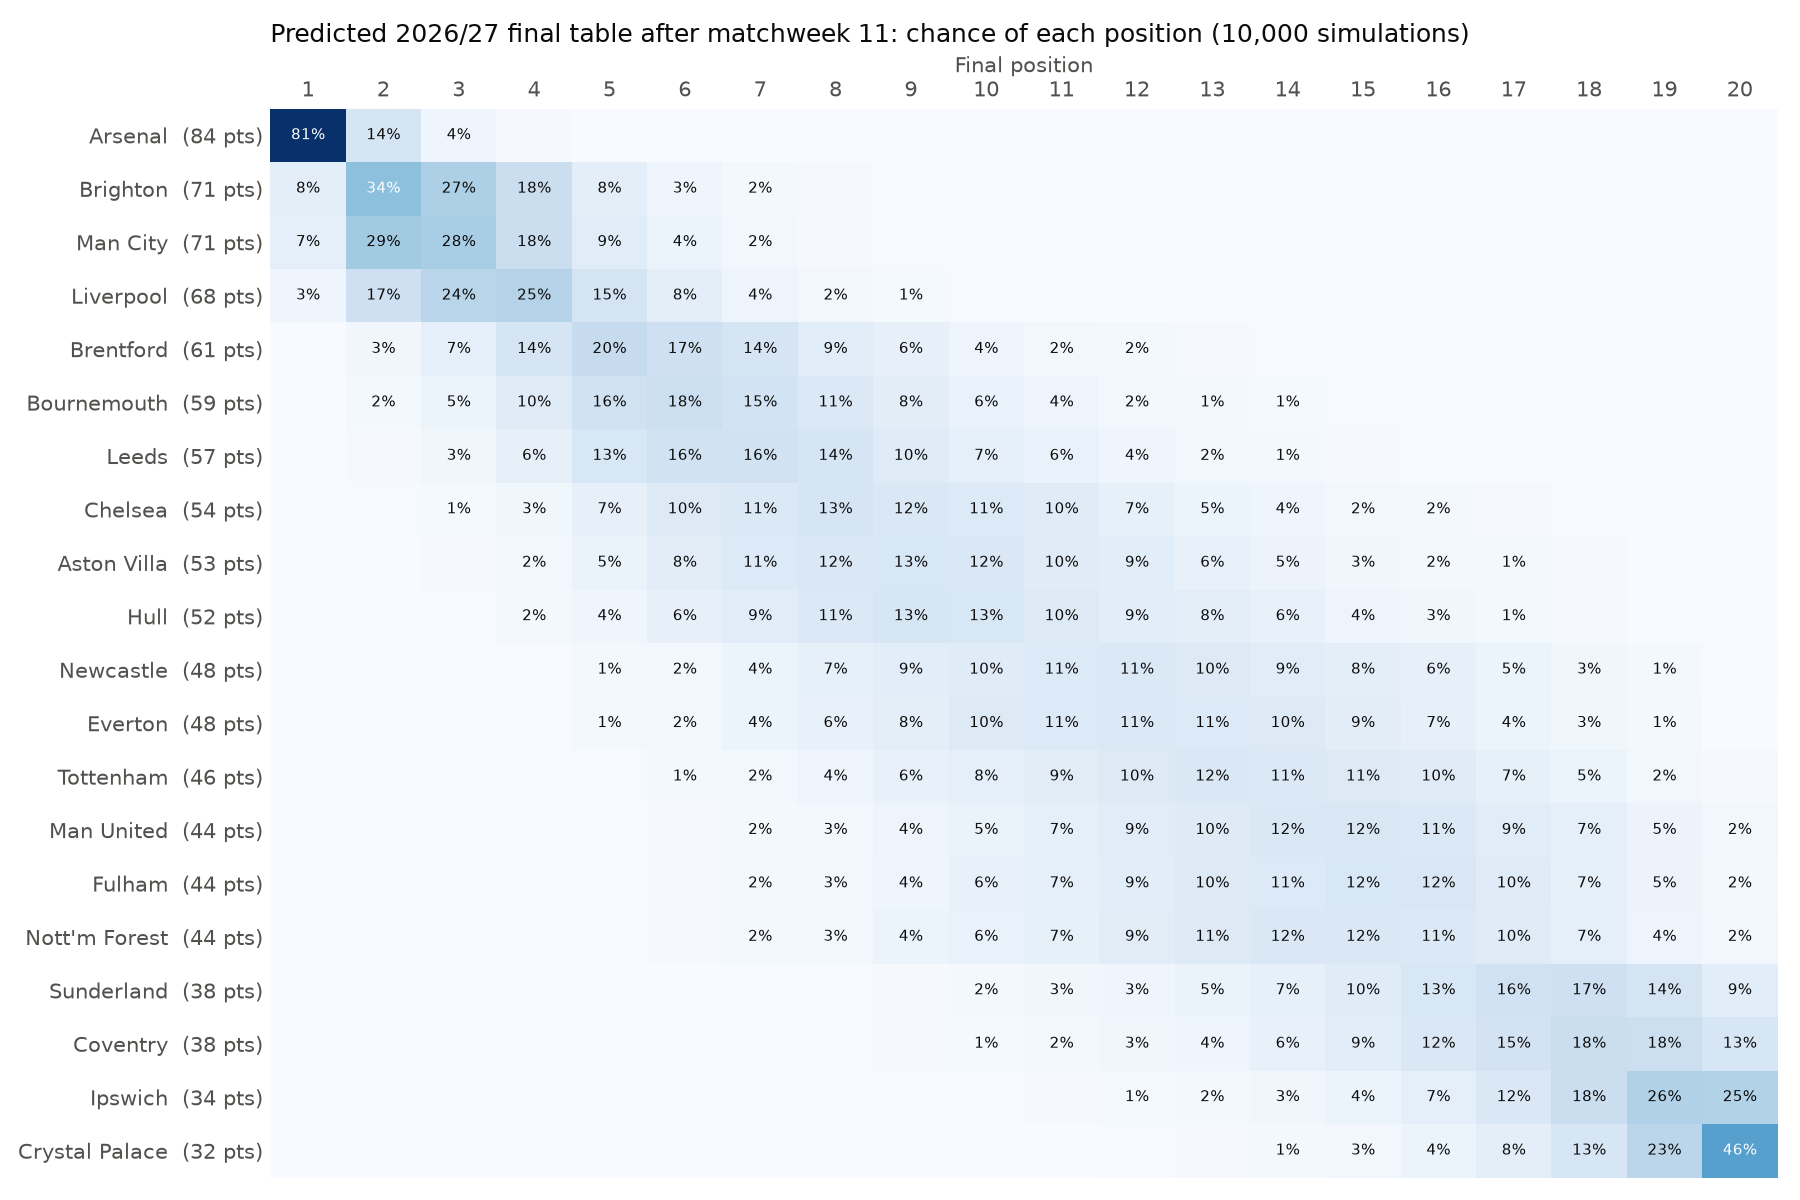 Predicted 2026/27 final table after matchweek 11: chance of each position (10,000 simulations)
Final position
1 2 3 4 5 6 7 8 9 10 11 12 13 14 15 16 17 18 19 20
Arsenal (84 pts) 81% 14% 4%
Brighton (71 pts) 8% 34% 27% 18% 8% 3% 2%
Man City (71 pts) 7% 29% 28% 18% 9% 4% 2%
Liverpool (68 pts) 3% 17% 24% 25% 15% 8% 4% 2% 1%
Brentford (61 pts) 3% 7% 14% 20% 17% 14% 9% 6% 4% 2% 2%
Bournemouth (59 pts) 2% 5% 10% 16% 18% 15% 11% 8% 6% 4% 2% 1% 1%
Leeds (57 pts) 3% 6% 13% 16% 16% 14% 10% 7% 6% 4% 2% 1%
Chelsea (54 pts) 1% 3% 7% 10% 11% 13% 12% 11% 10% 7% 5% 4% 2% 2%
Aston Villa (53 pts) 2% 5% 8% 11% 12% 13% 12% 10% 9% 6% 5% 3% 2% 1%
Hull (52 pts) 2% 4% 6% 9% 11% 13% 13% 10% 9% 8% 6% 4% 3% 1%
Newcastle (48 pts) 1% 2% 4% 7% 9% 10% 11% 11% 10% 9% 8% 6% 5% 3% 1%
Everton (48 pts) 1% 2% 4% 6% 8% 10% 11% 11% 11% 10% 9% 7% 4% 3% 1%
Tottenham (46 pts) 1% 2% 4% 6% 8% 9% 10% 12% 11% 11% 10% 7% 5% 2%
Man United (44 pts) 2% 3% 4% 5% 7% 9% 10% 12% 12% 11% 9% 7% 5% 2%
Fulham (44 pts) 2% 3% 4% 6% 7% 9% 10% 11% 12% 12% 10% 7% 5% 2%
Nott'm Forest (44 pts) 2% 3% 4% 6% 7% 9% 11% 12% 12% 11% 10% 7% 4% 2%
Sunderland (38 pts) 2% 3% 3% 5% 7% 10% 13% 16% 17% 14% 9%
Coventry (38 pts) 1% 2% 3% 4% 6% 9% 12% 15% 18% 18% 13%
Ipswich (34 pts) 1% 2% 3% 4% 7% 12% 18% 26% 25%
Crystal Palace (32 pts) 1% 3% 4% 8% 13% 23% 46%